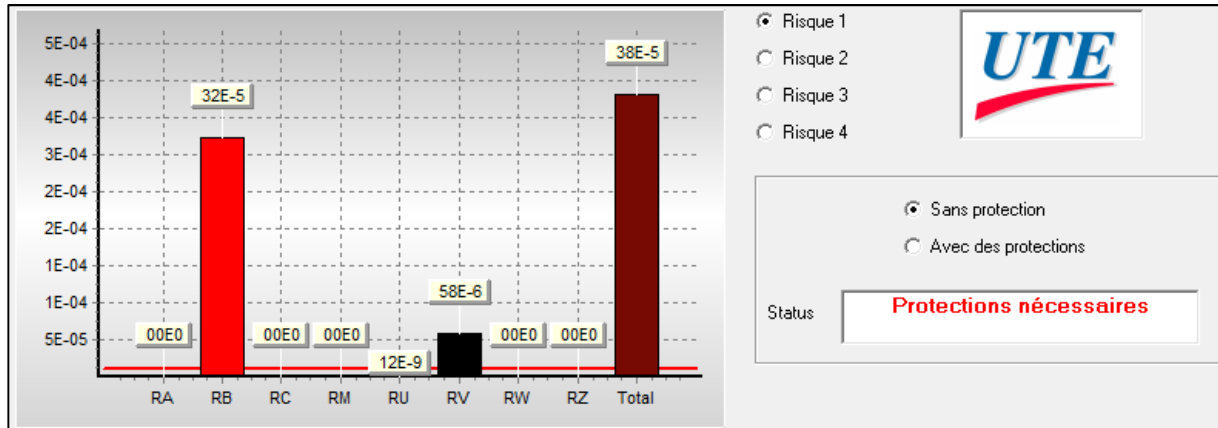 5E-04
4E-04
4E-04
3E-04
2E-04
2E-04
1E-04
1E-04
5E-05
00E0
32E-5
00E0
00E0
12E-9
58E-6
00E0
00E0
38E-5
RA RB RC RM RU RV RW RZ Total
Risque 1
Risque 2
Risque 3
Risque 4
UTE
Sans protection
Avec des protections
Status Protections nécessaires